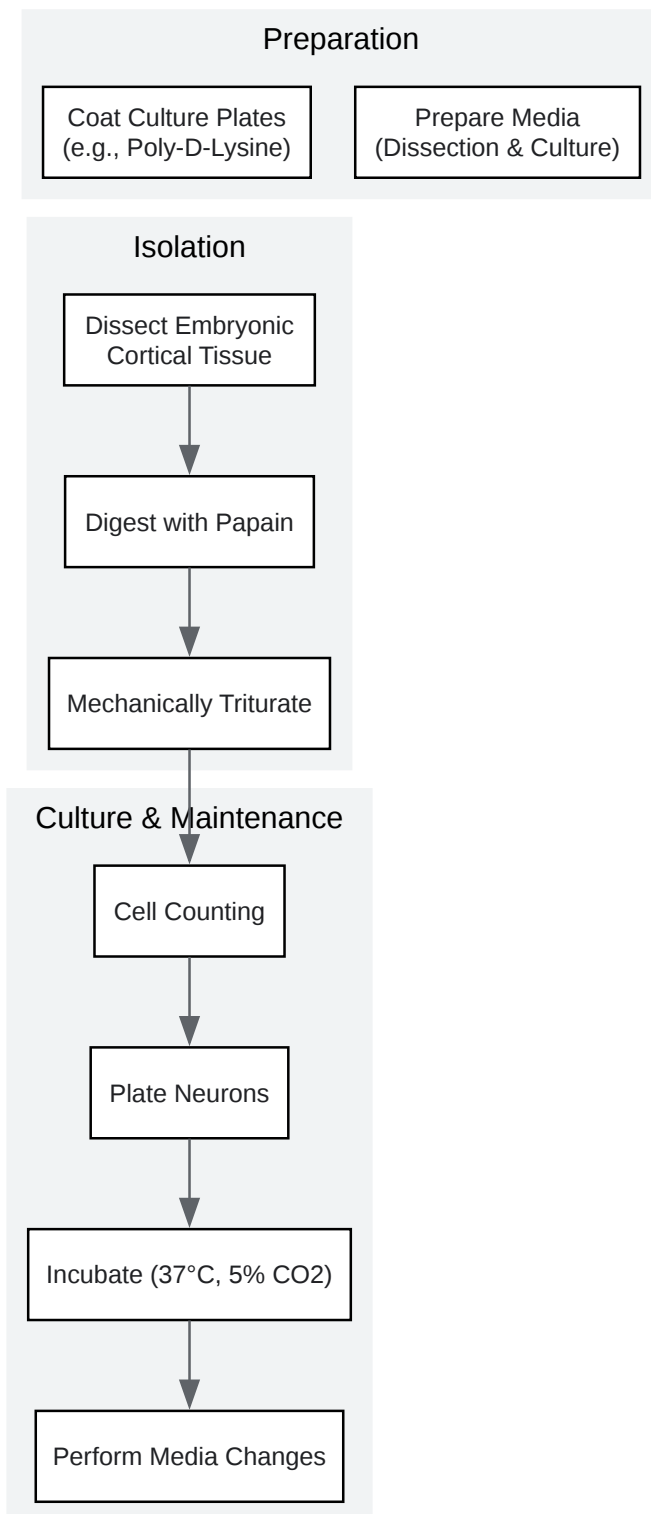 Preparation
Coat Culture Plates
(e.g., Poly-D-Lysine)
Prepare Media
(Dissection & Culture)
Isolation
Dissect Embryonic
Cortical Tissue
Digest with Papain
Mechanically Triturate
Culture & Maintenance
Cell Counting
Plate Neurons
Incubate (37°C, 5% CO2)
Perform Media Changes